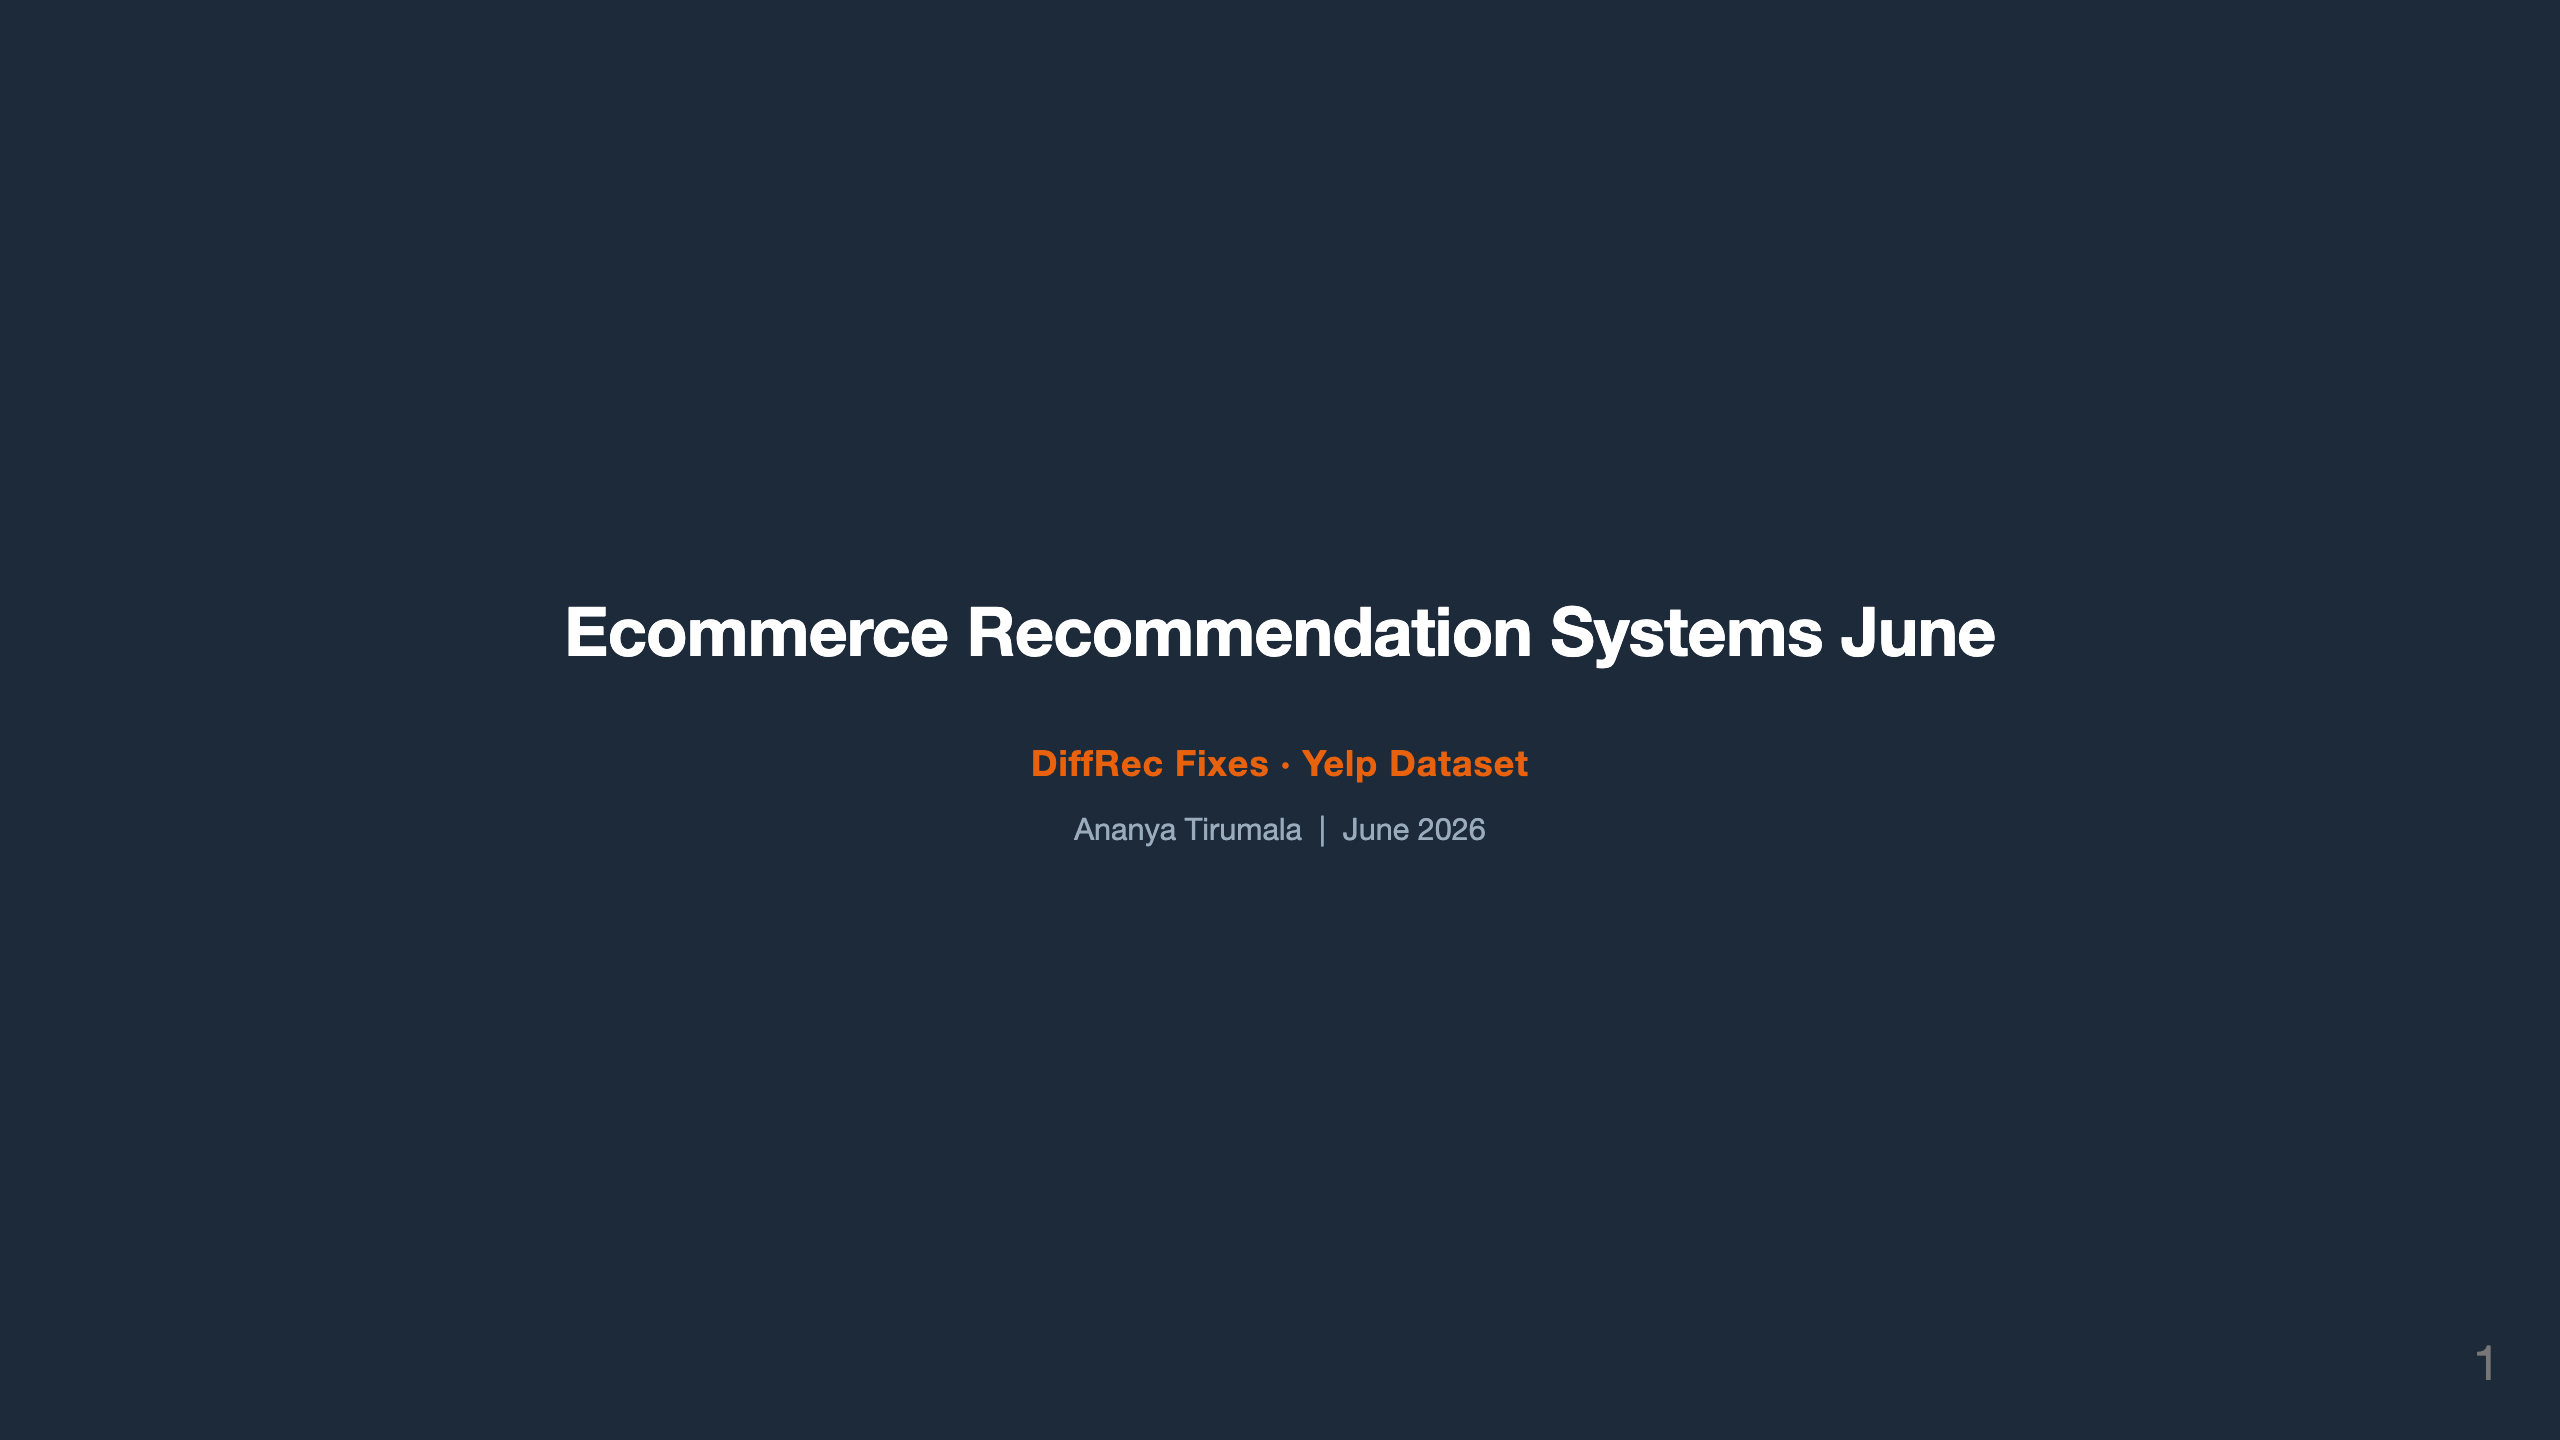 Ecommerce Recommendation Systems June
DiffRec Fixes · Yelp Dataset
Ananya Tirumala | June 2026
1